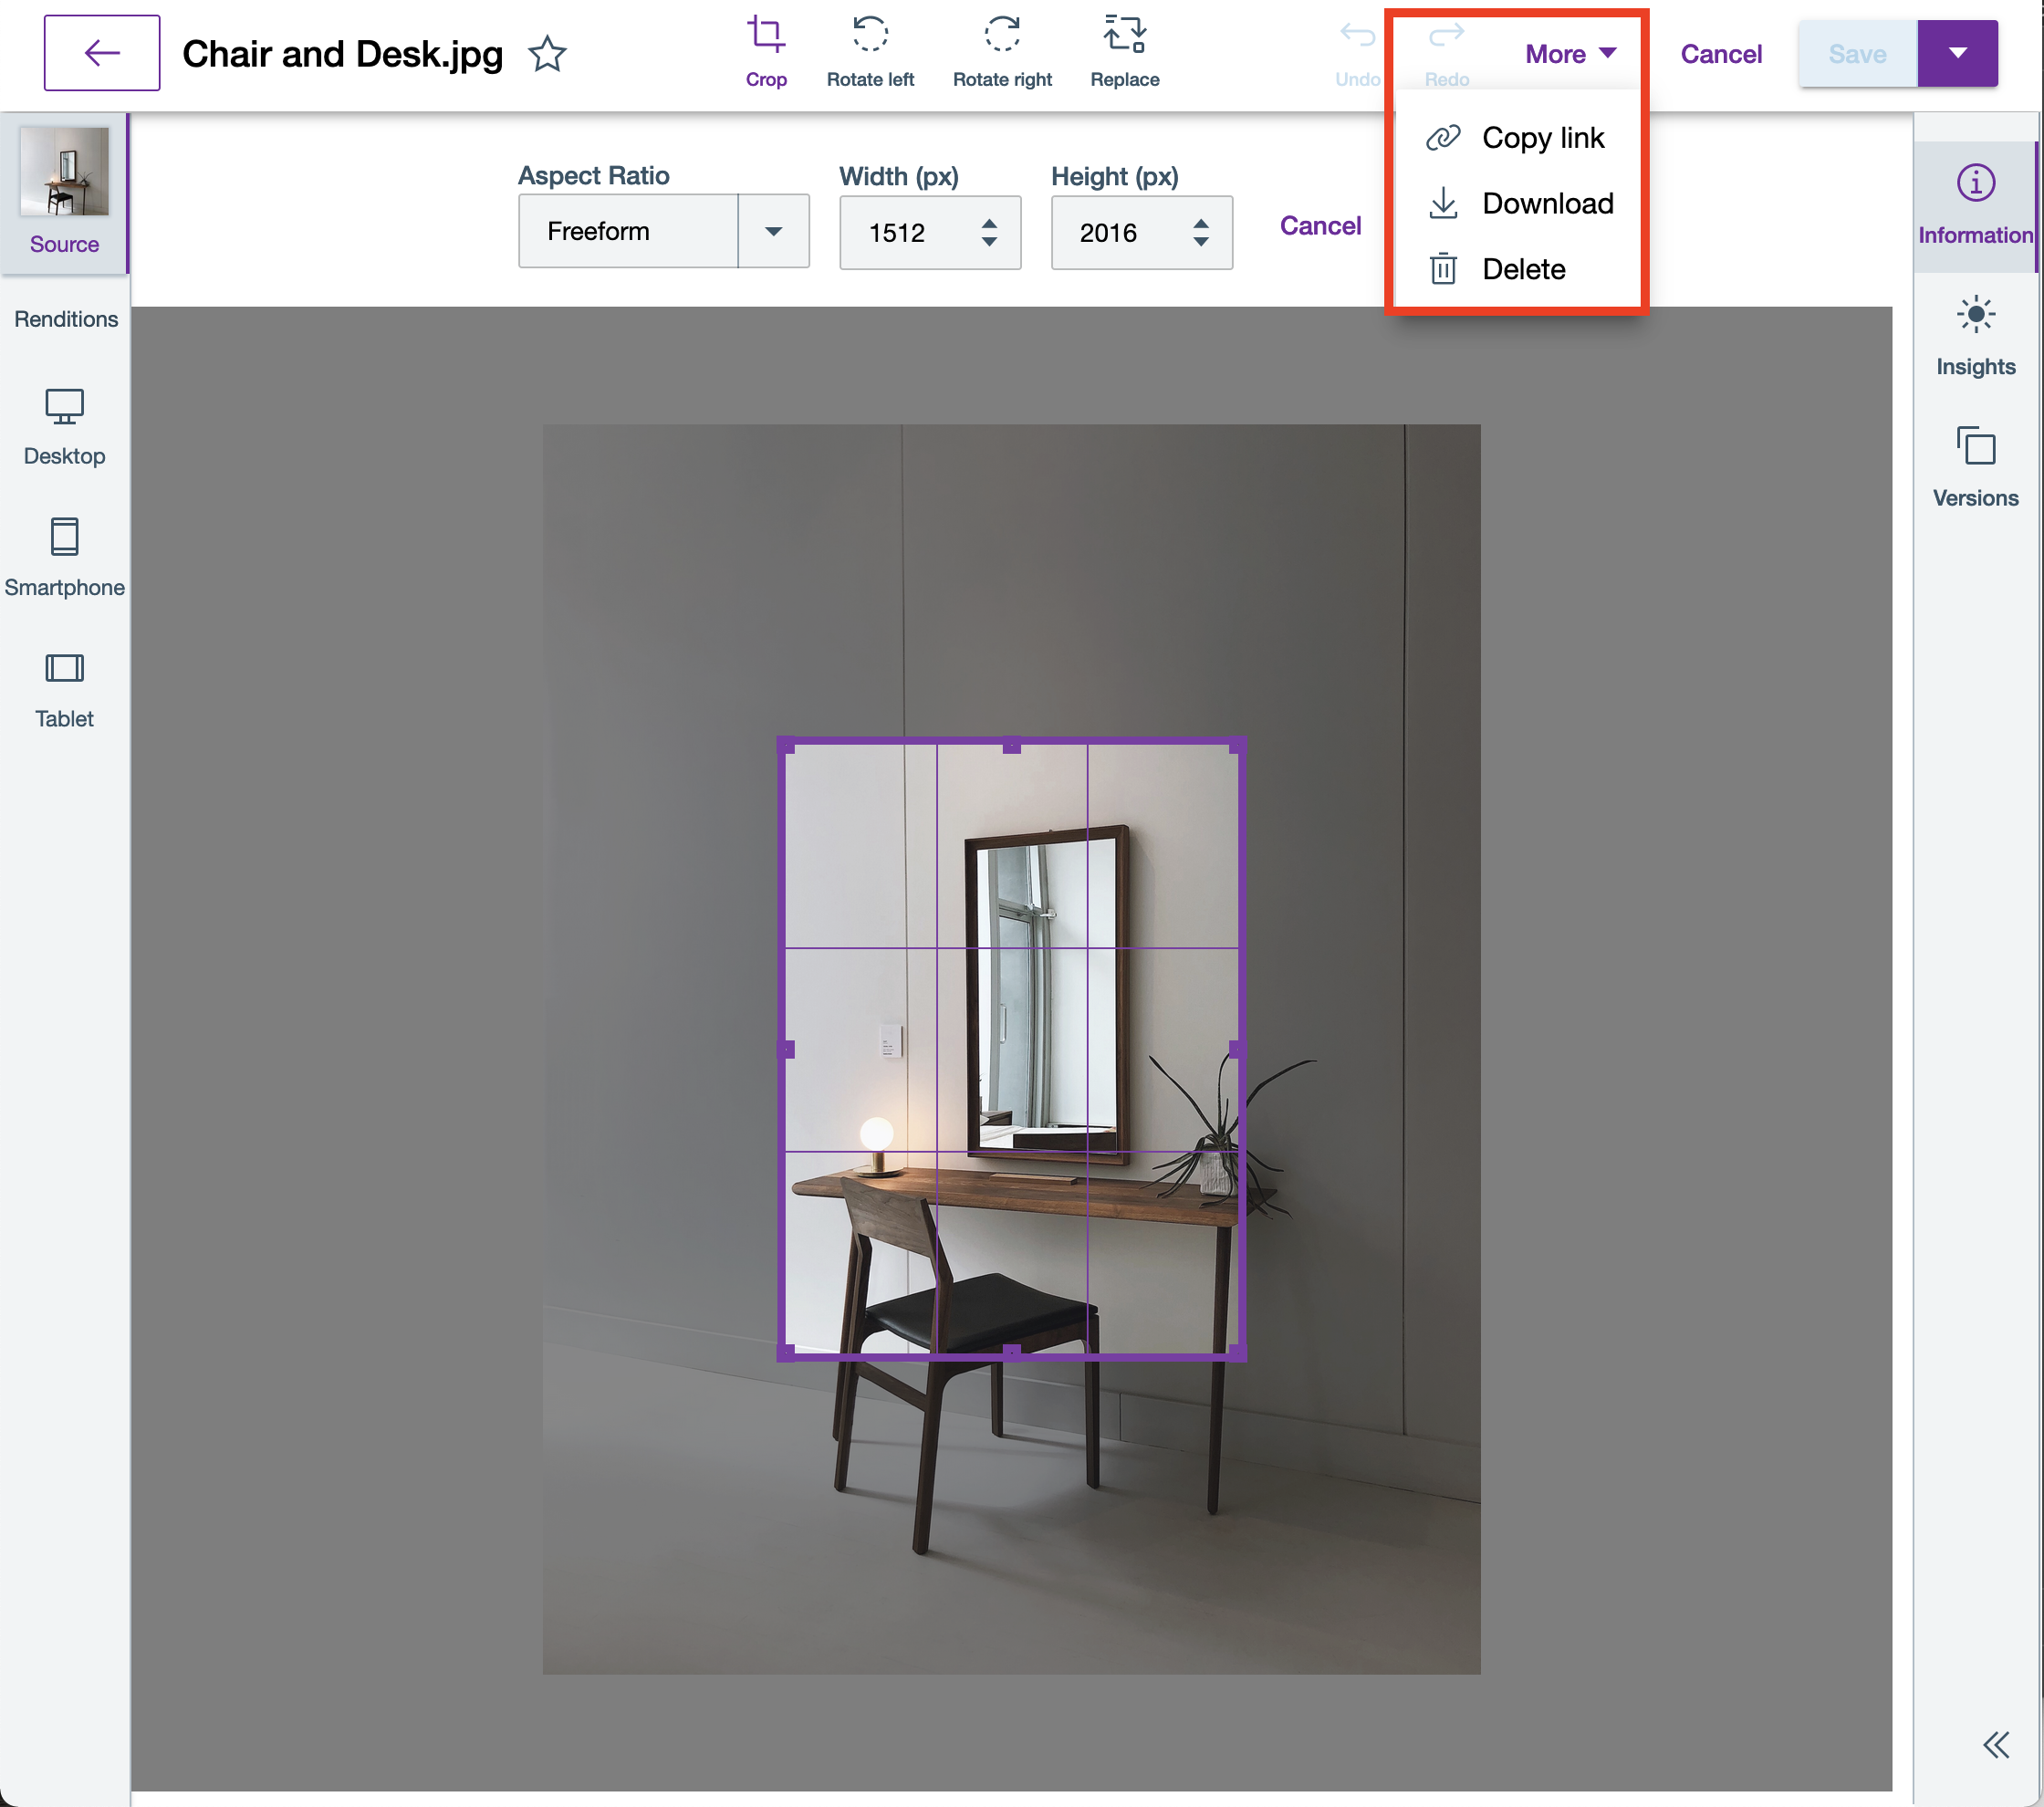 Chair and Desk.jpg
Crop
Rotate left
Rotate right
Replace
Undo
Redo
More
Cancel
Save
Copy link
Download
Delete
Aspect Ratio
Freeform
Width (px)
1512
Height (px)
2016
Cancel
Source
Renditions
Desktop
Smartphone
Tablet
Information
Insights
Versions